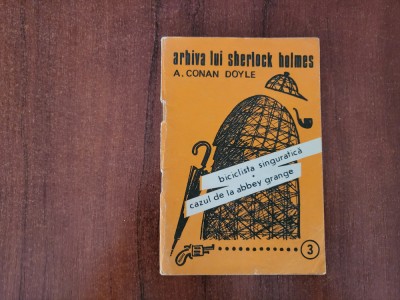 arhiva lui sherlock holmes
A. CONAN DOYLE
biciclista singuratică
cazul de la abbey grange
3